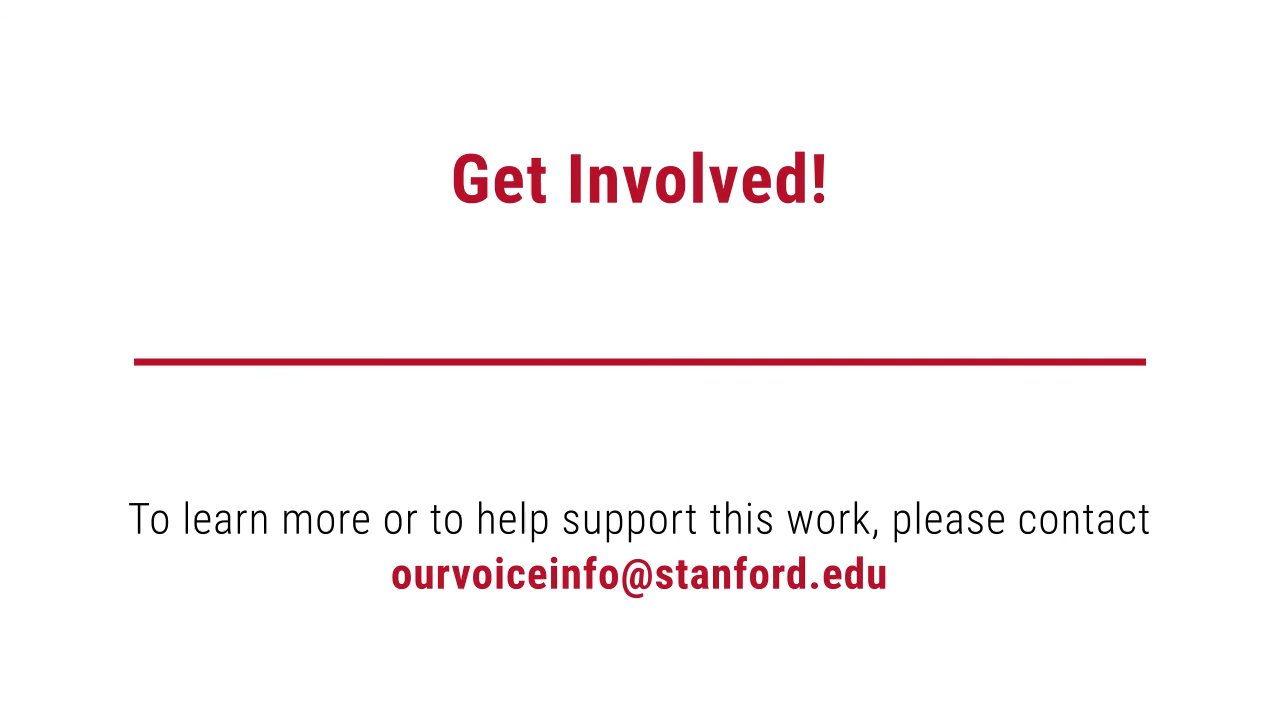 Get Involved!
To learn more or to help support this work, please contact
ourvoiceinfo@stanford.edu